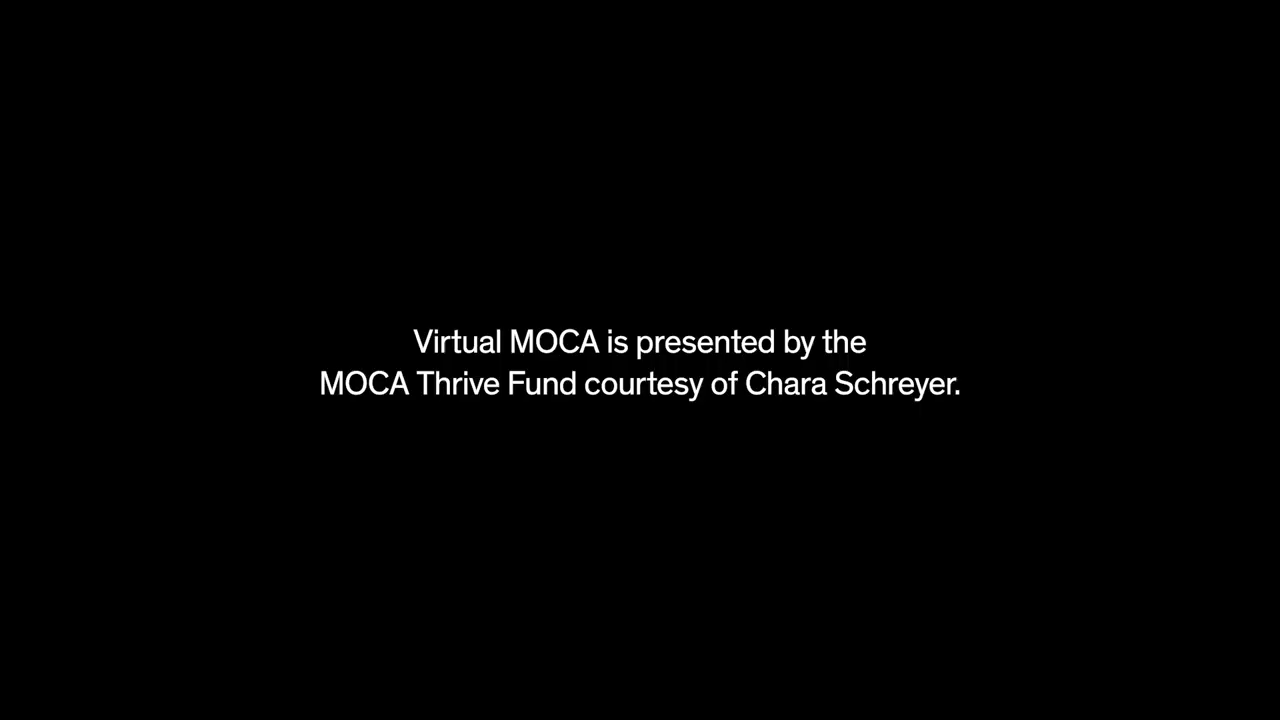 Virtual MOCA is presented by the
MOCA Thrive Fund courtesy of Chara Schreyer.